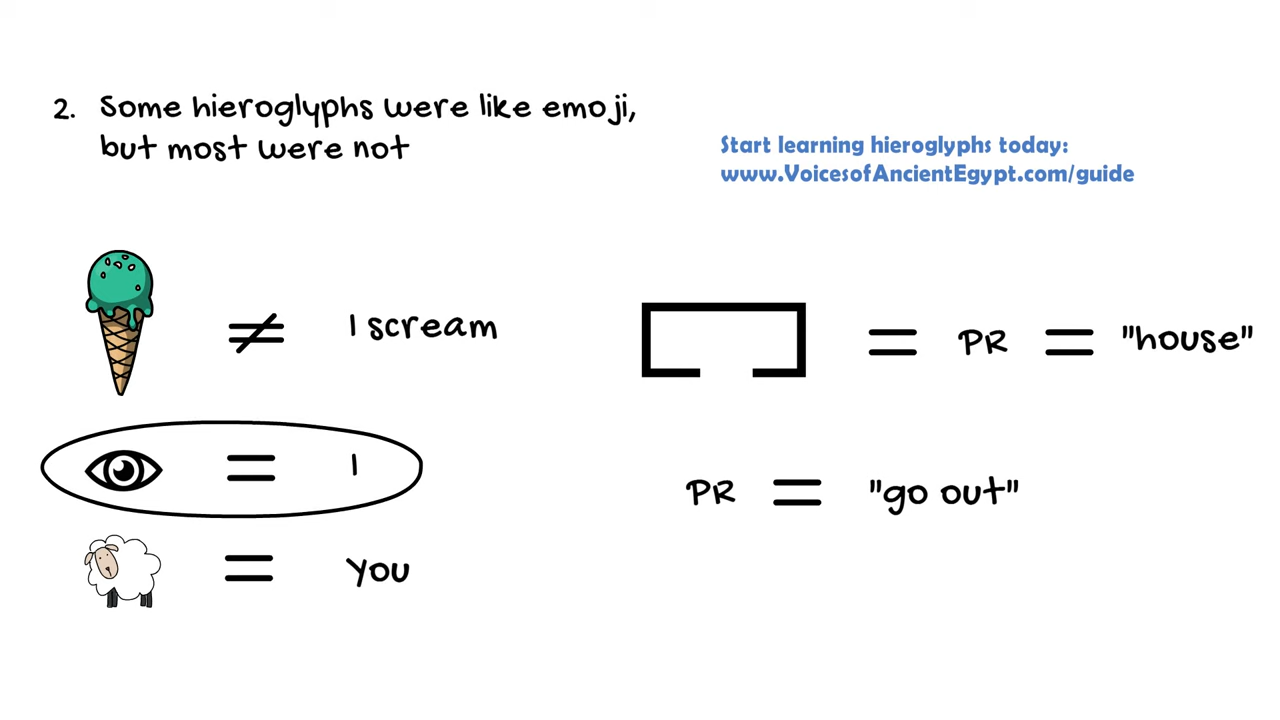 2. Some hieroglyphs were like emoji,
but most were not
Start learning hieroglyphs today:
www.VoicesofAncientEgypt.com/guide
≠ I scream
= I
= you
= PR = "house"
PR = "go out"